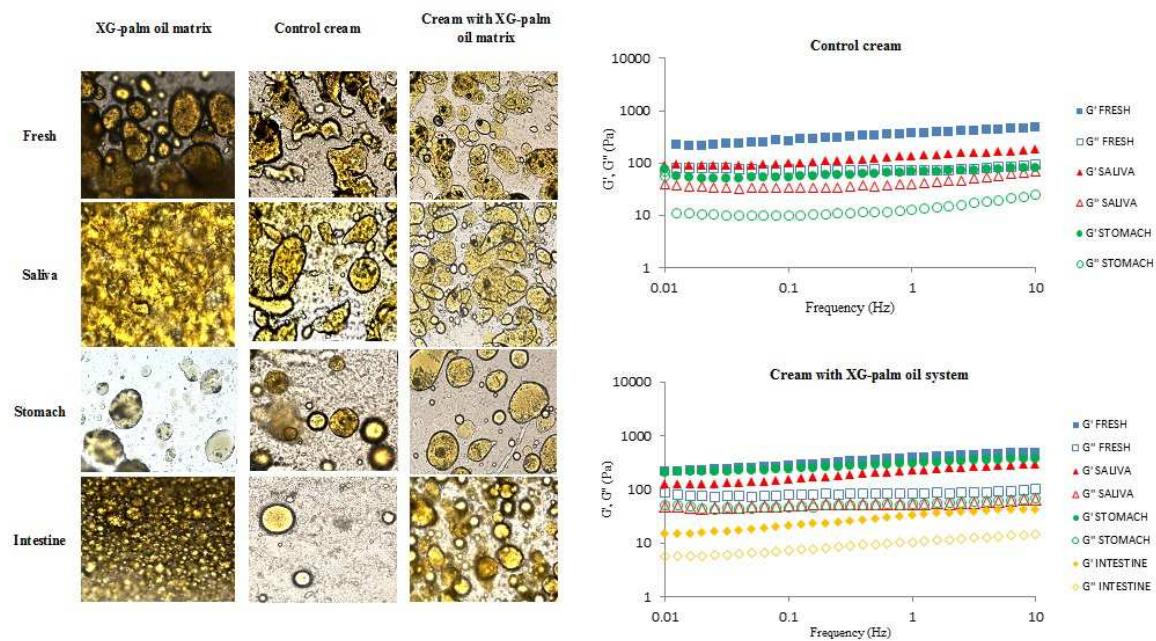 XG-palm oil matrix
Control cream
Cream with XG-palm
oil matrix
Fresh
Saliva
Stomach
Intestine
Control cream
10000
1000
100
10
1
G', G'' (Pa)
0.01
0.1
1
10
Frequency (Hz)
G' FRESH
G'' FRESH
G' SALIVA
G'' SALIVA
G' STOMACH
G'' STOMACH
Cream with XG-palm oil system
10000
1000
100
10
1
G', G'' (Pa)
0.01
0.1
1
10
Frequency (Hz)
G' FRESH
G'' FRESH
G' SALIVA
G'' SALIVA
G' STOMACH
G'' STOMACH
G' INTESTINE
G'' INTESTINE